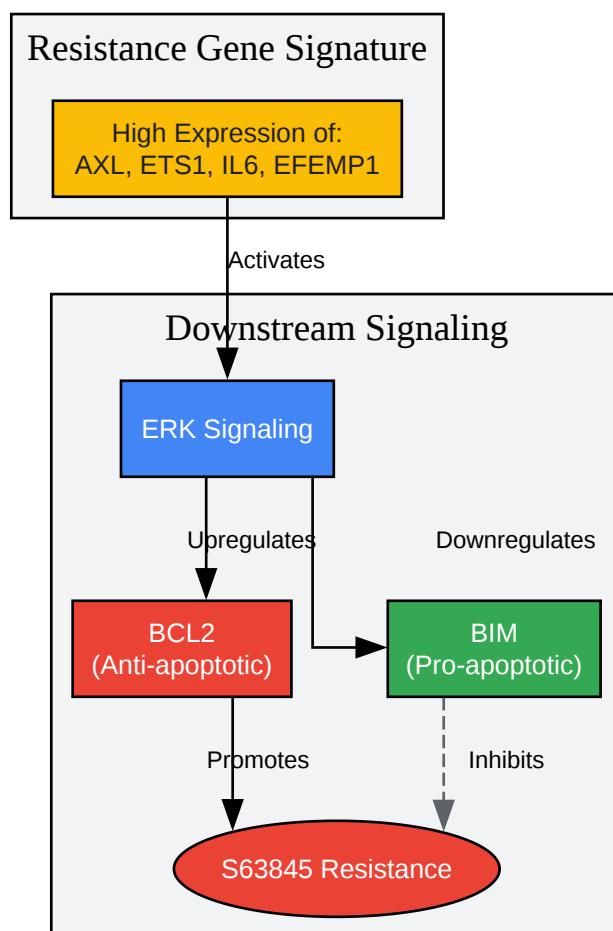 Resistance Gene Signature
High Expression of:
AXL, ETS1, IL6, EFEMP1
Activates
Downstream Signaling
ERK Signaling
Upregulates
Downregulates
BCL2
(Anti-apoptotic)
BIM
(Pro-apoptotic)
Promotes
Inhibits
S63845 Resistance